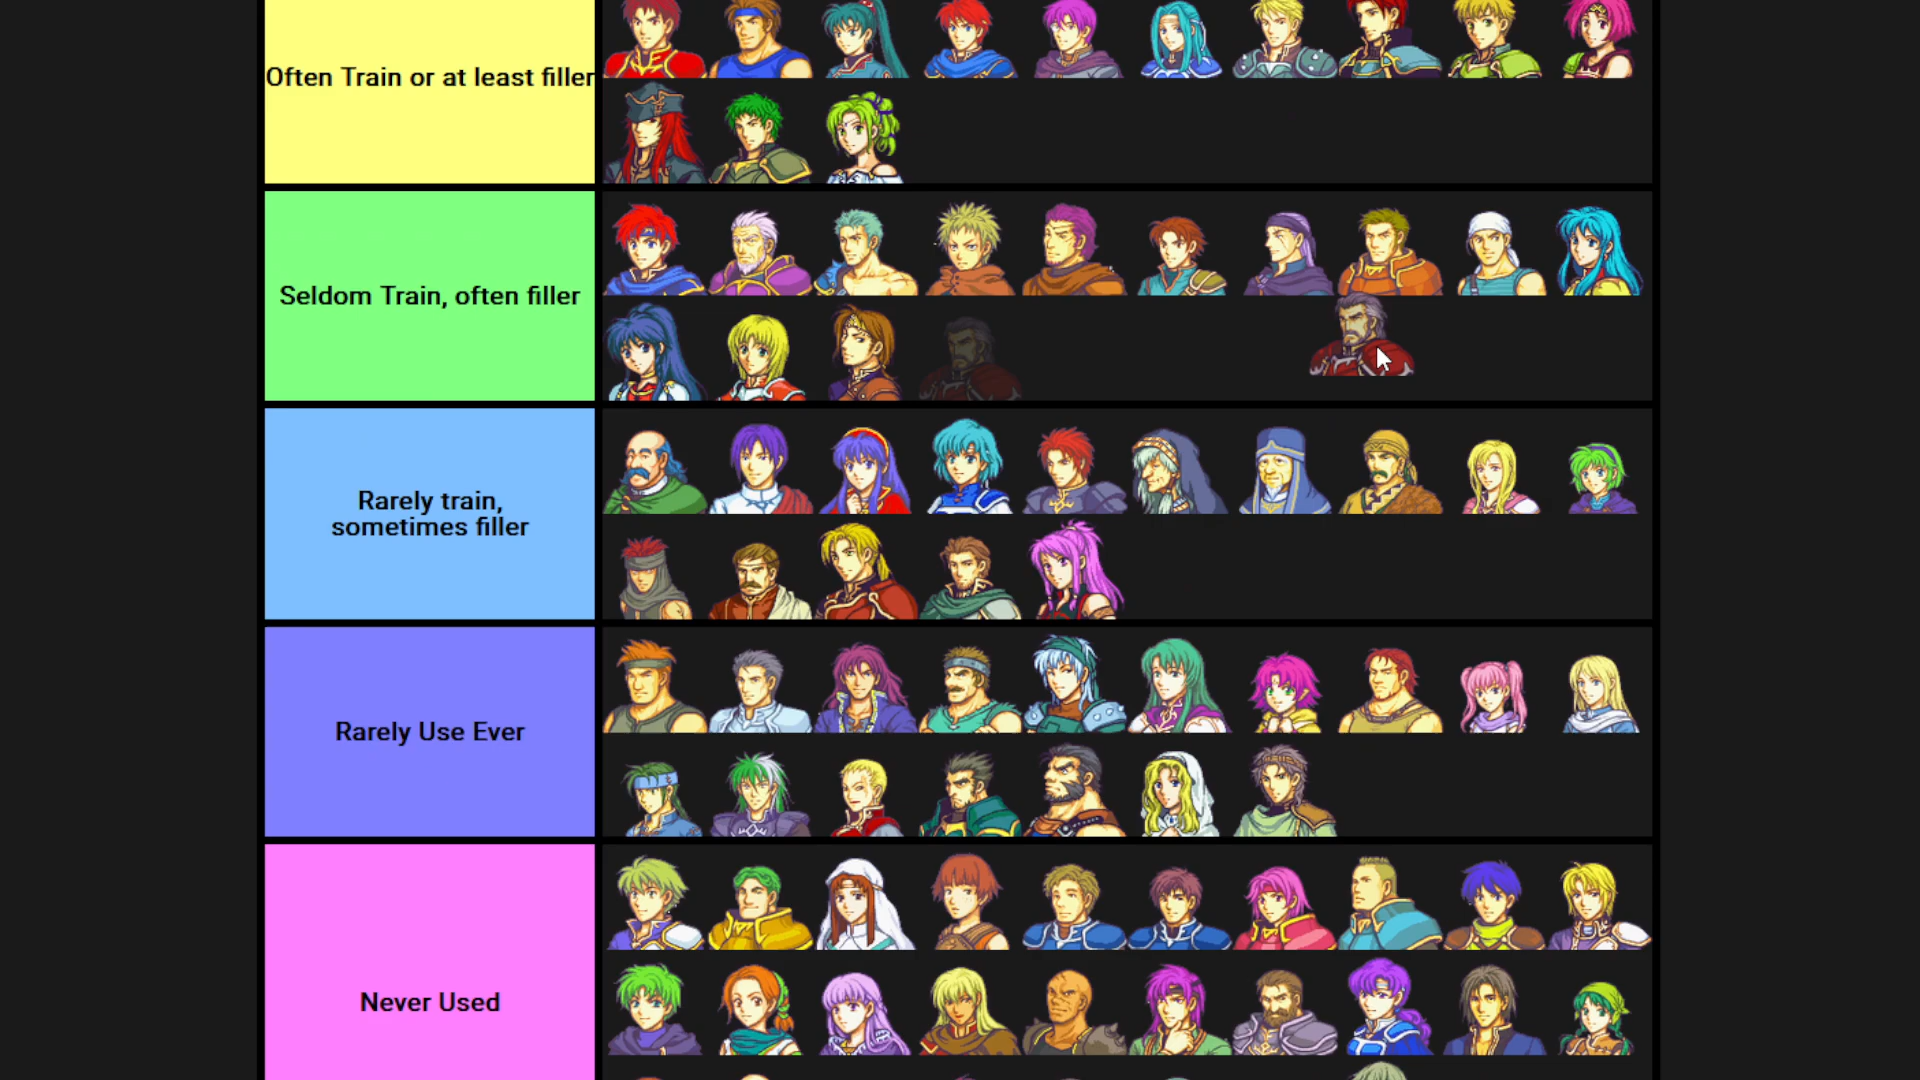 Often Train or at least filler
Seldom Train, often filler
Rarely train,
sometimes filler
Rarely Use Ever
Never Used